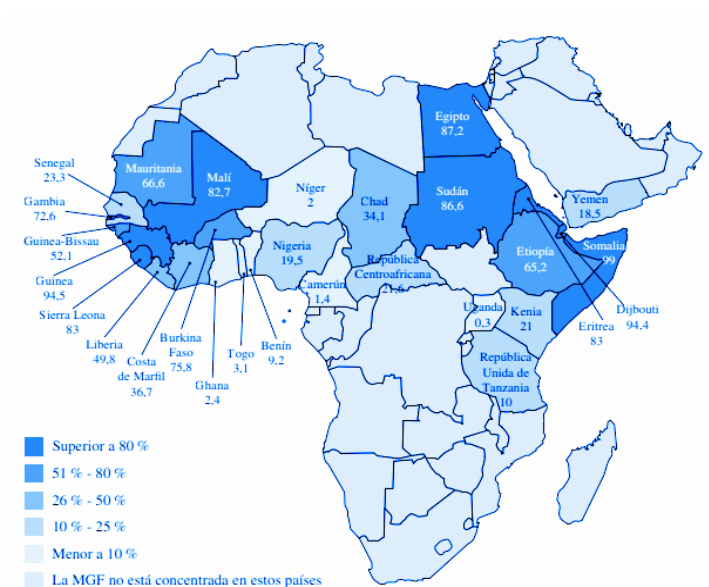 Egipto
87,2
Senegal
23,3
Mauritania
66,6
Malí
82,7
Níger
2
Chad
34,1
Sudán
86,6
Yemen
18,5
Gambia
72,6
Guinea-Bissau
52,1
Guinea
94,5
Sierra Leona
83
Liberia
49,8
Costa
de Marfil
36,7
Burkina
Faso
75,8
Ghana
2,4
Togo
3,1
Benín
9,2
Nigeria
19,5
Camerún
1,4
República
Centroafricana
21,6
Etiopía
65,2
Somalia
99
Uganda
0,3
Kenia
21
Dijbouti
94,4
Eritrea
83
República
Unida de
Tanzania
10
Superior a 80 %
51 % - 80 %
26 % - 50 %
10 % - 25 %
Menor a 10 %
La MGF no está concentrada en estos países